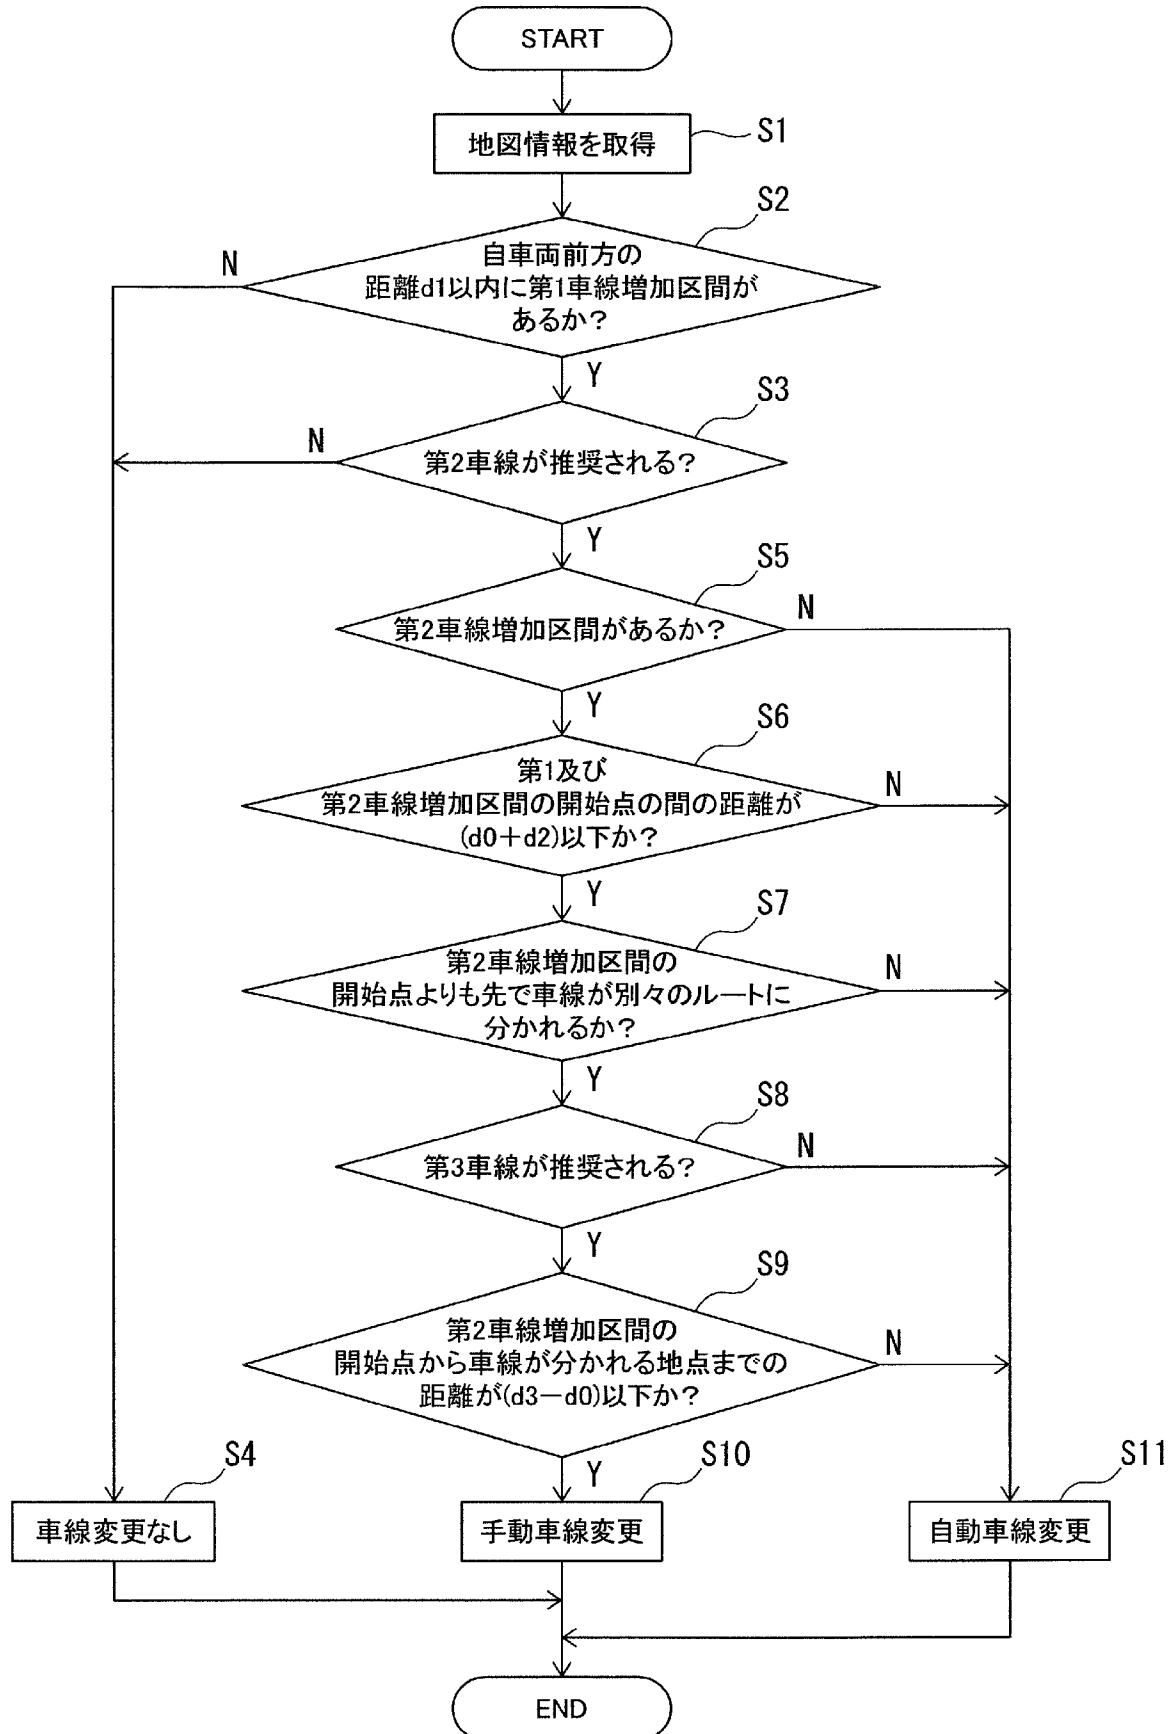 START
地図情報を取得
S1
S2
自車両前方の
距離d1以内に第1車線増加区間が
あるか?
N
Y
S3
第2車線が推奨される?
N
Y
S5
第2車線増加区間があるか?
N
Y
S6
第1及び
第2車線増加区間の開始点の間の距離が
(d0+d2)以下か?
N
Y
S7
第2車線増加区間の
開始点よりも先で車線が別々のルートに
分かれるか?
N
Y
S8
第3車線が推奨される?
N
Y
S9
第2車線増加区間の
開始点から車線が分かれる地点までの
距離が(d3-d0)以下か?
N
Y
S4
車線変更なし
S10
手動車線変更
S11
自動車線変更
END